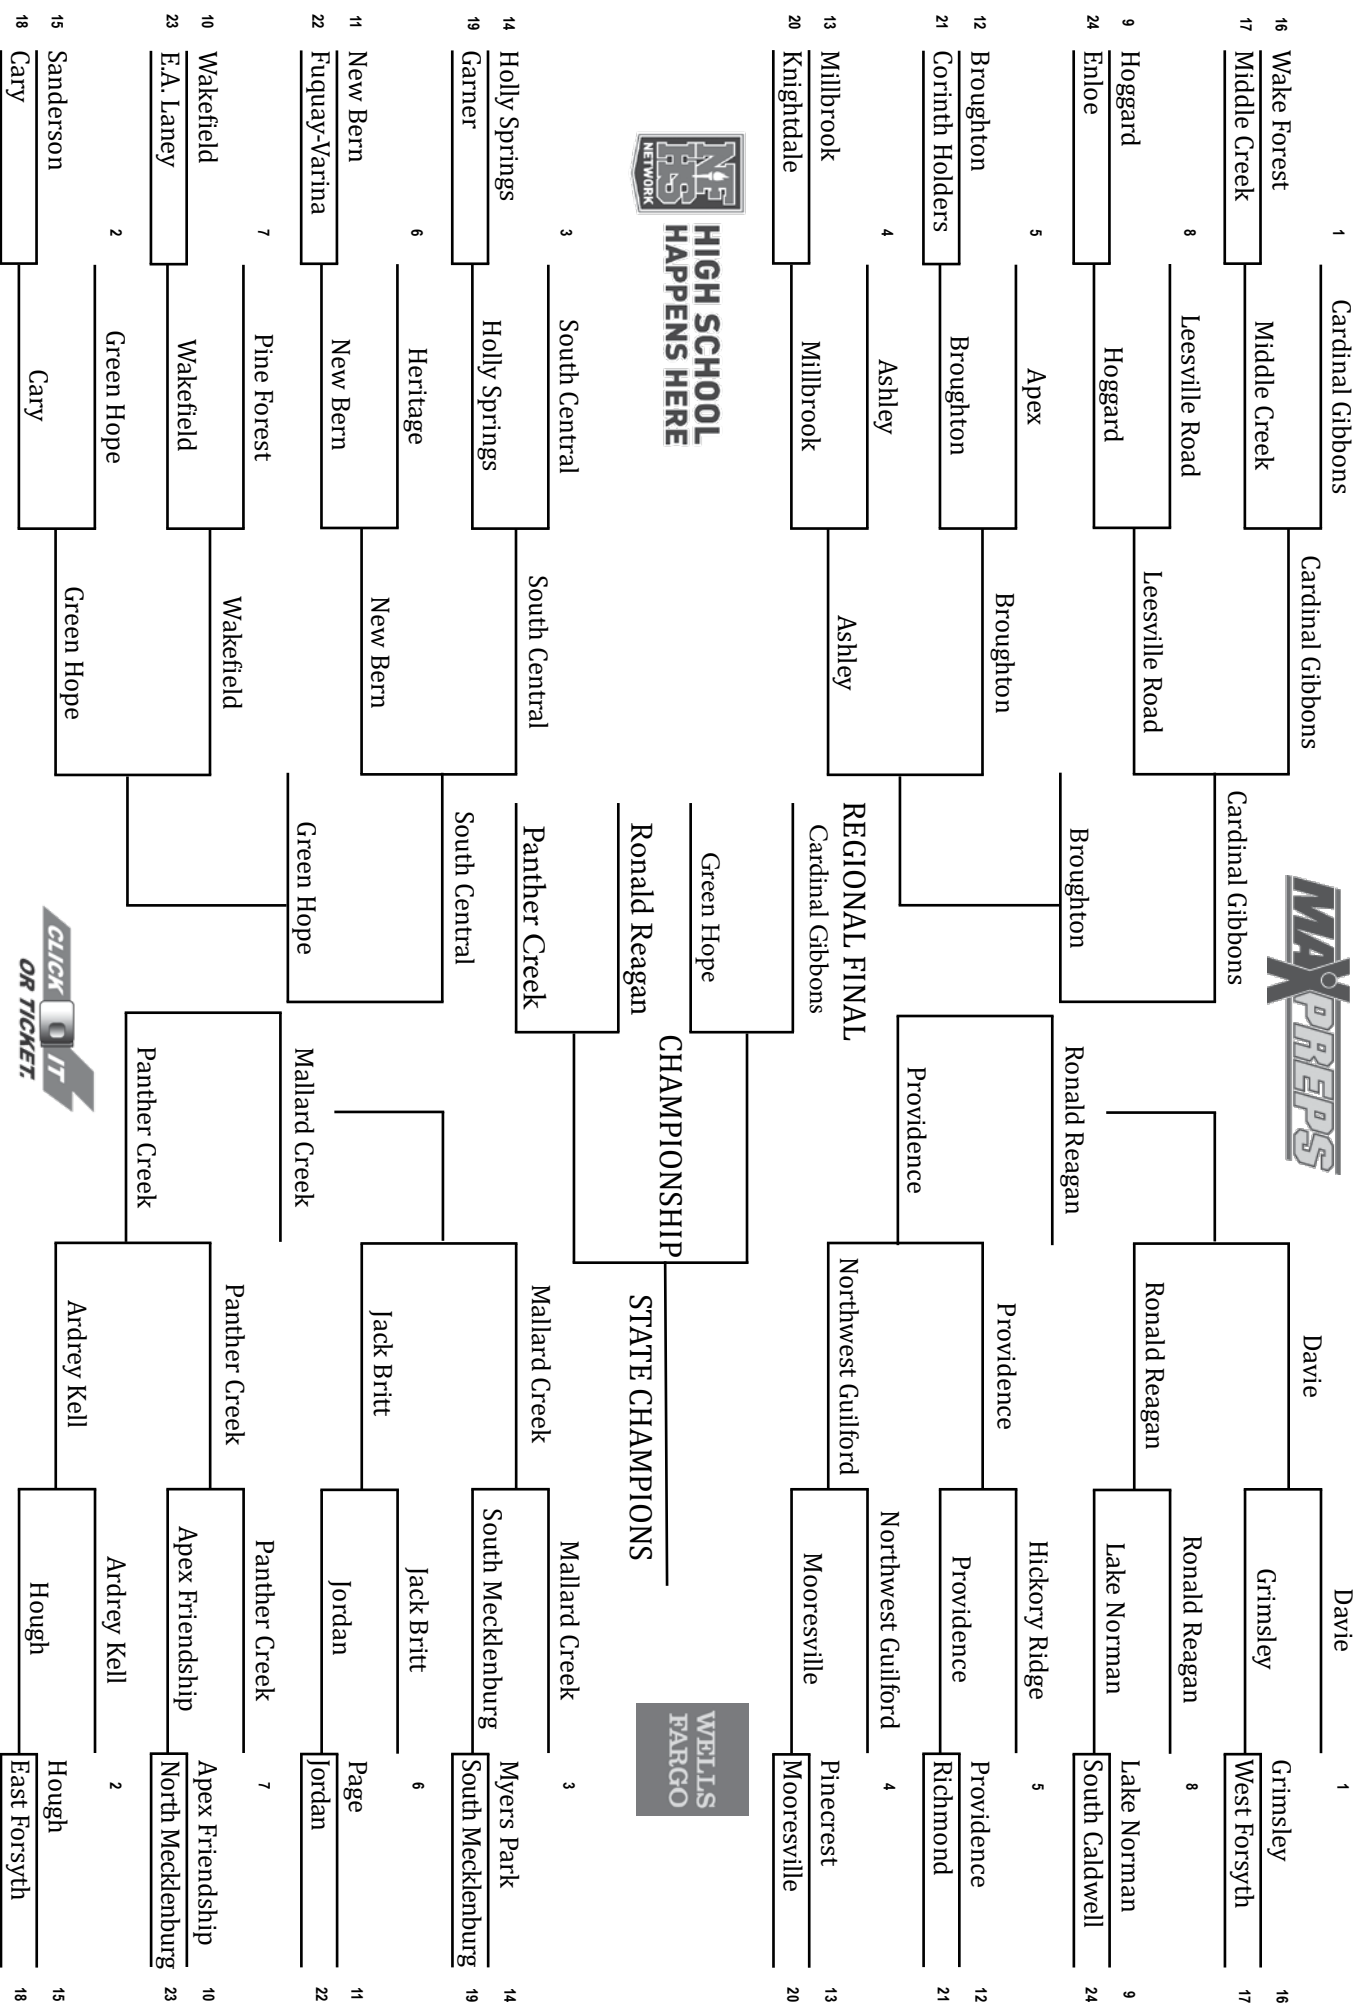 16 Wake Forest
17 Middle Creek
9 Hoggard
24 Enloe
12 Broughton
21 Corinth Holders
13 Millbrook
20 Knightdale
NFHS
NETWORK
HIGH SCHOOL
HAPPENS HERE
14 Holly Springs
19 Garner
11 New Bern
22 Fuquay-Varina
10 Wakefield
23 E.A. Laney
15 Sanderson
18 Cary
1
Cardinal Gibbons
Middle Creek
8
Leesville Road
Hoggard
5
Apex
Broughton
4
Ashley
Millbrook
3
South Central
Holly Springs
6
Heritage
New Bern
7
Pine Forest
Wakefield
2
Green Hope
Cary
Cardinal Gibbons
Leesville Road
Broughton
Ashley
South Central
New Bern
Wakefield
Green Hope
MAXPREPS
Cardinal Gibbons
Broughton
REGIONAL FINAL
Cardinal Gibbons
Green Hope
Ronald Reagan
Panther Creek
South Central
Green Hope
CLICK IT
OR TICKET.
CHAMPIONSHIP
STATE CHAMPIONS
Ronald Reagan
Providence
Mallard Creek
Panther Creek
Davie
Ronald Reagan
Providence
Northwest Guilford
Mallard Creek
Jack Britt
Panther Creek
Ardrey Kell
Davie
1
Grimsley
Ronald Reagan
8
Lake Norman
Hickory Ridge
5
Providence
Northwest Guilford
4
Mooresville
WELLS
FARGO
Mallard Creek
3
South Mecklenburg
Jack Britt
6
Jordan
Panther Creek
7
Apex Friendship
Ardrey Kell
2
Hough
Grimsley 16
West Forsyth 17
Lake Norman 9
South Caldwell 24
Providence 12
Richmond 21
Pinecrest 13
Mooresville 20
Myers Park 14
South Mecklenburg 19
Page 11
Jordan 22
Apex Friendship 10
North Mecklenburg 23
Hough 15
East Forsyth 18